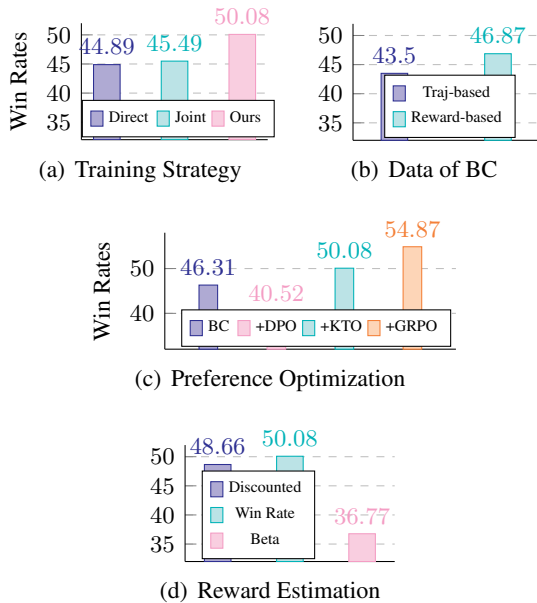 Win Rates
50
45
40
35
44.89
45.49
50.08
Direct Joint Ours
(a) Training Strategy
50
45
40
35
43.5
46.87
Traj-based
Reward-based
(b) Data of BC
Win Rates
50
40
46.31
40.52
50.08
54.87
BC +DPO +KTO +GRPO
(c) Preference Optimization
Win Rates
50
45
40
35
48.66
50.08
36.77
Discounted
Win Rate
Beta
(d) Reward Estimation